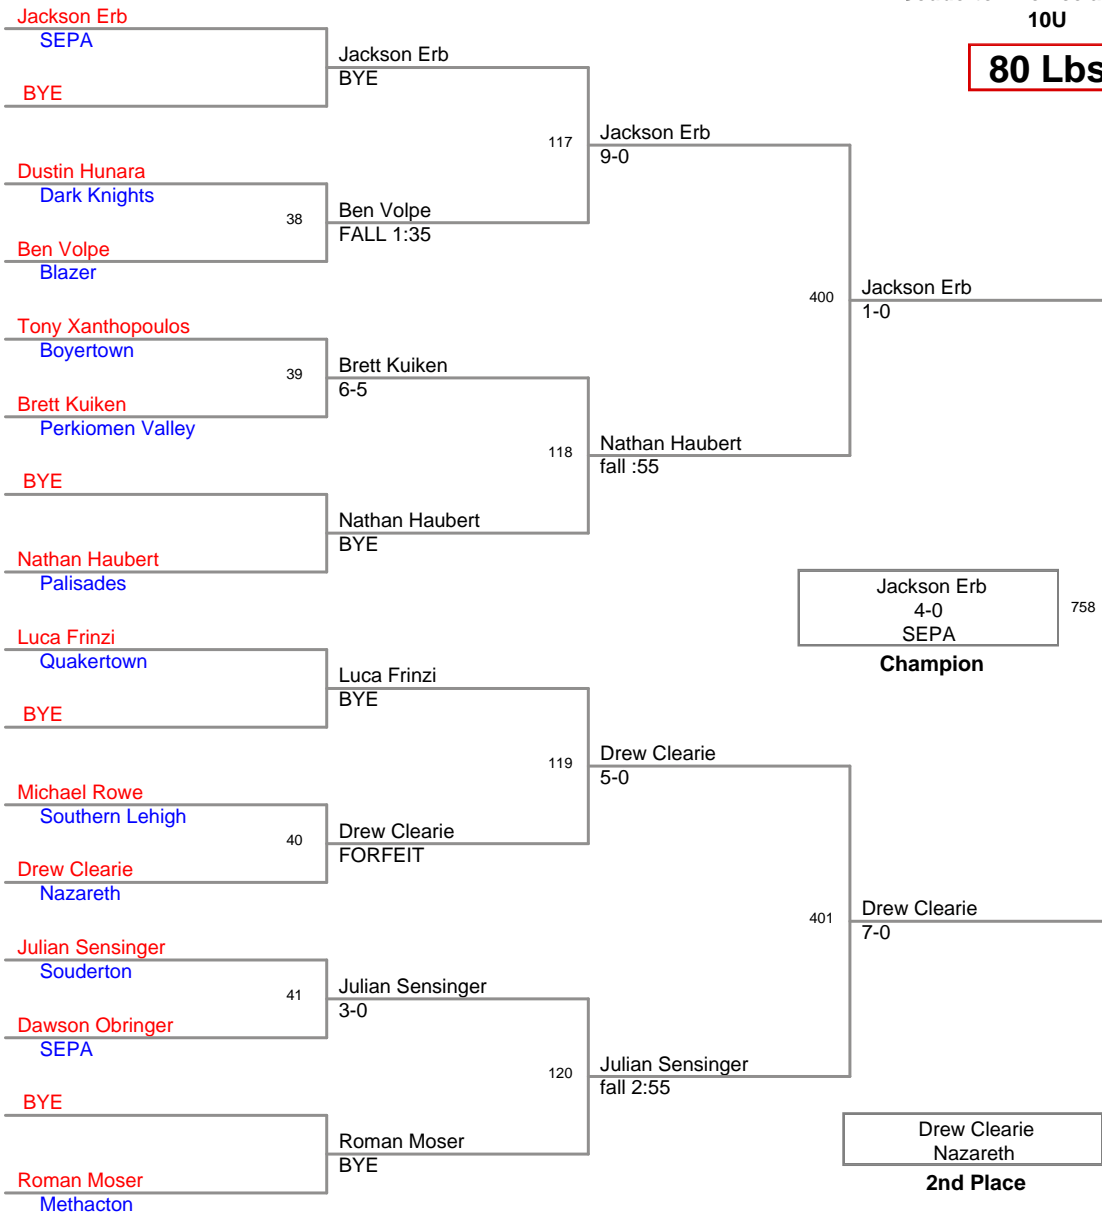 10U
80 Lbs
Jackson Erb
SEPA
BYE
Dustin Hunara
Dark Knights
Ben Volpe
Blazer
Tony Xanthopoulos
Boyertown
Brett Kuiken
Perkiomen Valley
BYE
Nathan Haubert
Palisades
Luca Frinzi
Quakertown
BYE
Michael Rowe
Southern Lehigh
Drew Clearie
Nazareth
Julian Sensinger
Souderton
Dawson Obringer
SEPA
BYE
Roman Moser
Methacton
Jackson Erb
BYE
38
Ben Volpe
FALL 1:35
39
Brett Kuiken
6-5
Nathan Haubert
BYE
Luca Frinzi
BYE
40
Drew Clearie
FORFEIT
41
Julian Sensinger
3-0
Roman Moser
BYE
117
Jackson Erb
9-0
118
Nathan Haubert
fall :55
119
Drew Clearie
5-0
120
Julian Sensinger
fall 2:55
400
Jackson Erb
1-0
401
Drew Clearie
7-0
Jackson Erb
4-0
SEPA
758
Champion
Drew Clearie
Nazareth
2nd Place